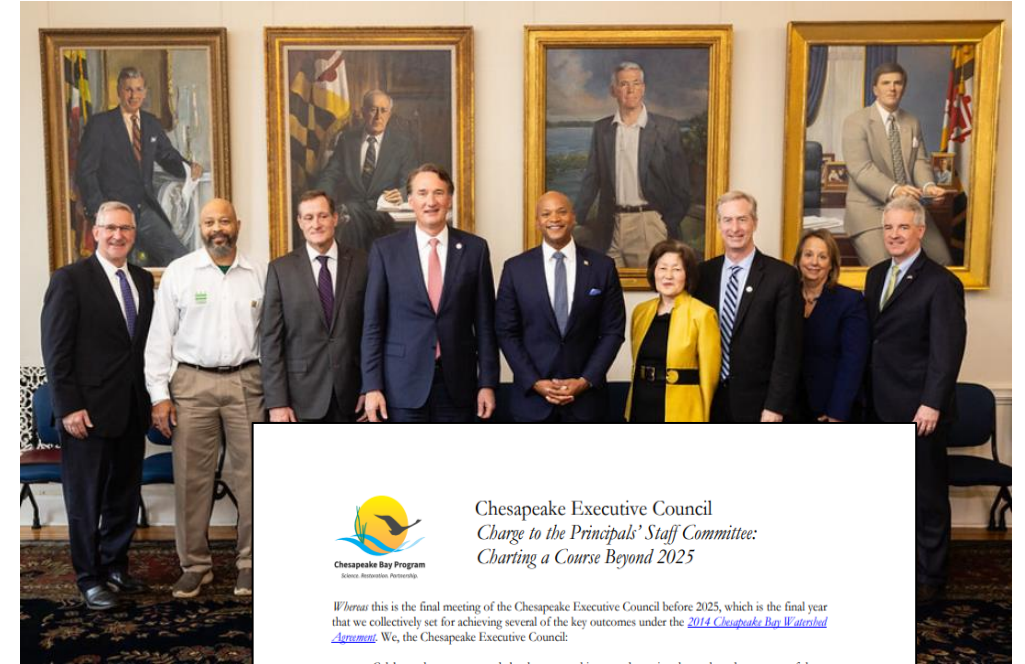 Chesapeake Executive Council
Charge to the Principals' Staff Committee:
Charting a Course Beyond 2025
Chesapeake Bay Program
Science. Restoration. Partnership.
Whereas this is the final meeting of the Chesapeake Executive Council before 2025, which is the final year
that we collectively set for achieving several of the key outcomes under the 2014 Chesapeake Bay Watershed
Agreement. We, the Chesapeake Executive Council: